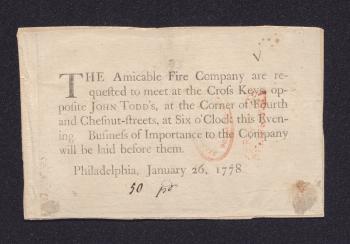 THE Amicable Fire Company are re-
quested to meet at the Cross Keys, op-
posite JOHN TODD's, at the Corner of Fourth
and Chesnut-streets, at Six o'Clock this Even-
ing. Business of Importance to the Company
will be laid before them.
Philadelphia, January 26, 1778.
50